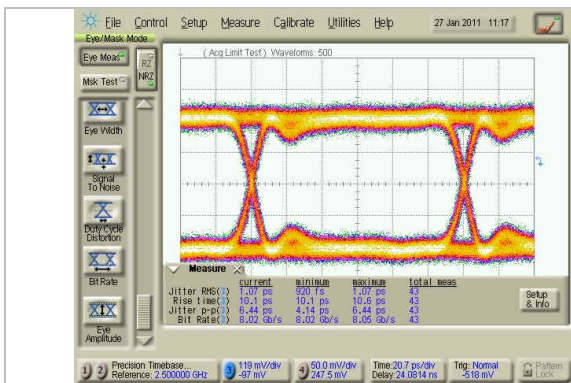 File Control Setup Measure Calibrate Utilities Help 27 Jan 2011 11:17
Eye/Mask Mode
Eye Meas
RZ
NRZ
Msk Test
( Acq Limit Test ) Waveforms: 500
Eye Width
Signal
To Noise
Duty Cycle
Distortion
Bit Rate
Eye
Amplitude
Measure
current minimum maximum total meas
Jitter RMS(3) 1.07 ps 920 fs 1.07 ps 43
Rise time(3) 10.1 ps 10.1 ps 10.6 ps 43
Jitter p-p(3) 6.44 ps 4.14 ps 6.44 ps 43
Bit Rate(3) 8.02 Gb/s 8.02 Gb/s 8.05 Gb/s 43
Setup
& Info
1 2 Precision Timebase...
Reference: 2.500000 GHz
3 119 mV/div
-97 mV
4 50.0 mV/div
247.5 mV
Time:20.7 ps/div
Delay:24.0814 ns
Trig: Normal
-518 mV
Pattern
Lock